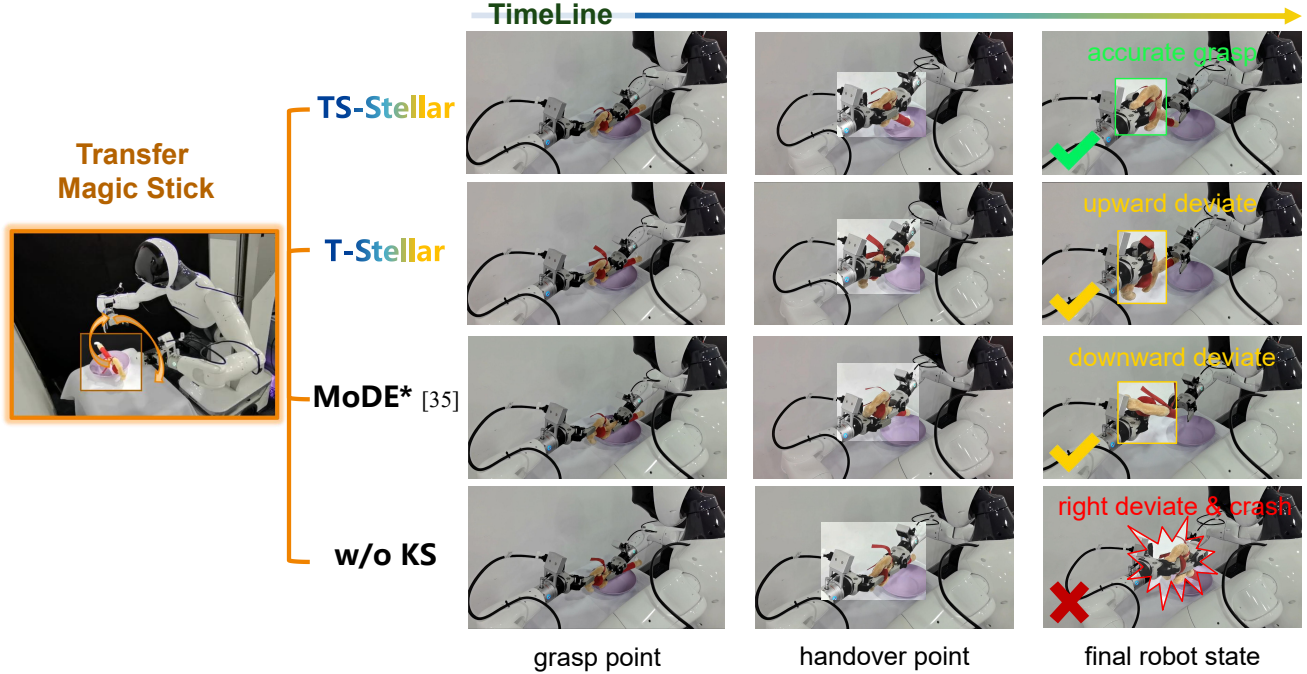 TimeLine
Transfer
Magic Stick
TS-Stellar
accurate grasp
T-Stellar
upward deviate
MoDE* [35]
downward deviate
w/o KS
right deviate & crash
grasp point
handover point
final robot state